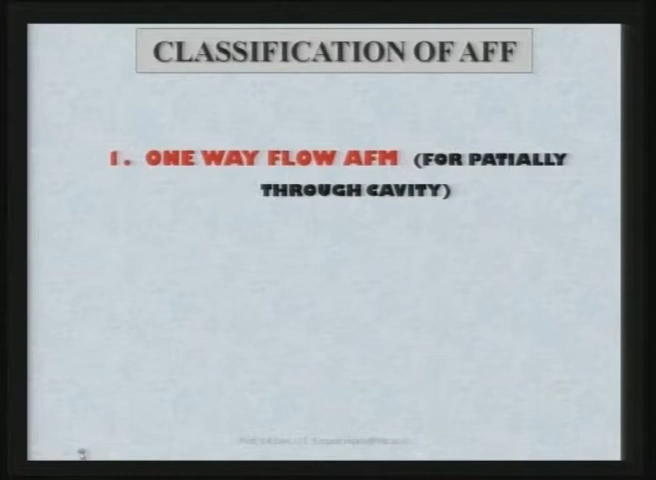 CLASSIFICATION OF AFF
1. ONE WAY FLOW AFM (FOR PATIALLY
THROUGH CAVITY)